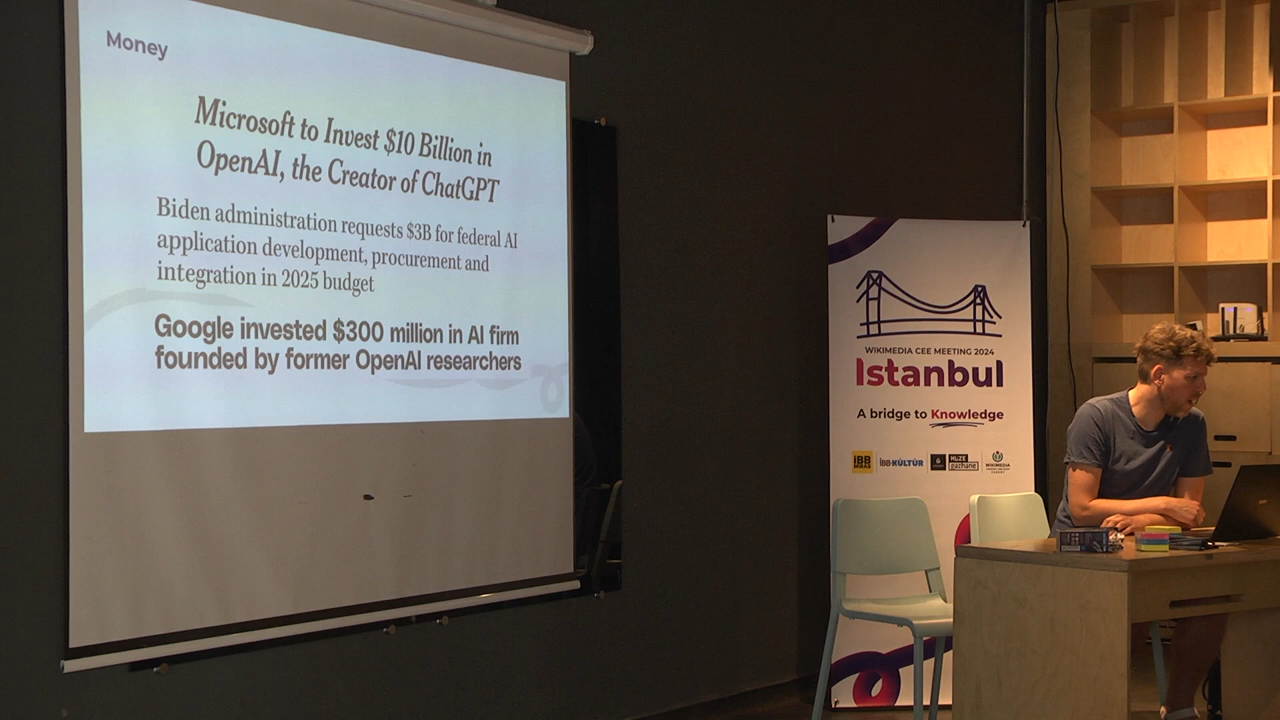 Money
Microsoft to Invest $10 Billion in
OpenAI, the Creator of ChatGPT
Biden administration requests $3B for federal AI
application development, procurement and
integration in 2025 budget
Google invested $300 million in AI firm
founded by former OpenAI researchers
WIKIMEDIA CEE MEETING 2024
Istanbul
A bridge to Knowledge
İBB MİRAS
İBB KÜLTÜR
MÜZE
gazhane
WIKIMEDIA